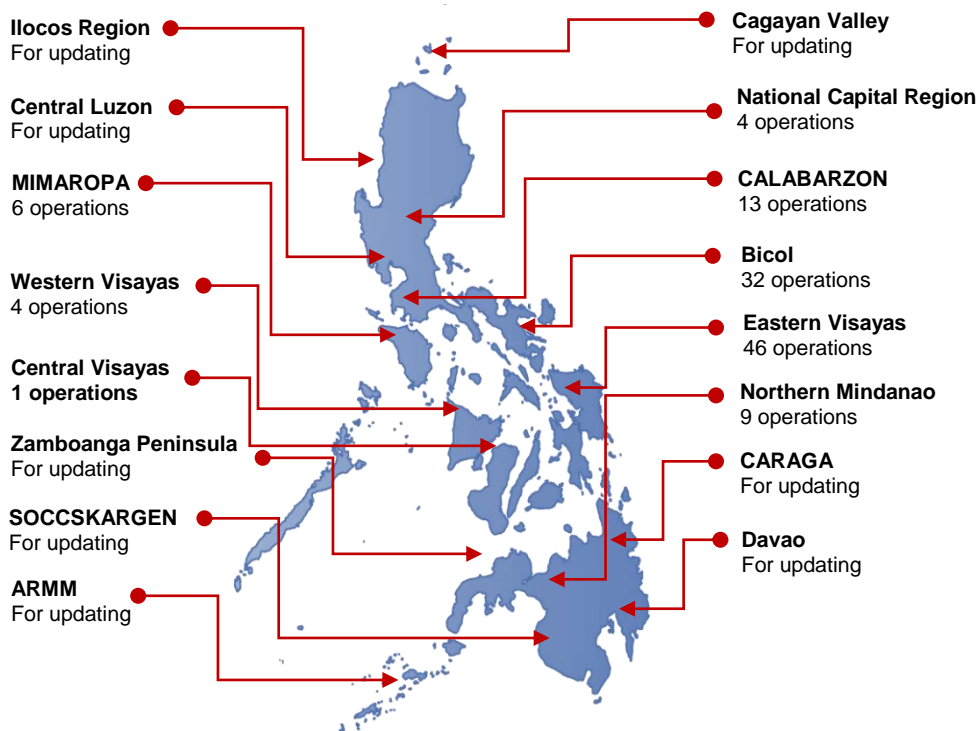 Ilocos Region
For updating
Central Luzon
For updating
MIMAROPA
6 operations
Western Visayas
4 operations
Central Visayas
1 operations
Zamboanga Peninsula
For updating
SOCCSKARGEN
For updating
ARMM
For updating
Cagayan Valley
For updating
National Capital Region
4 operations
CALABARZON
13 operations
Bicol
32 operations
Eastern Visayas
46 operations
Northern Mindanao
9 operations
CARAGA
For updating
Davao
For updating